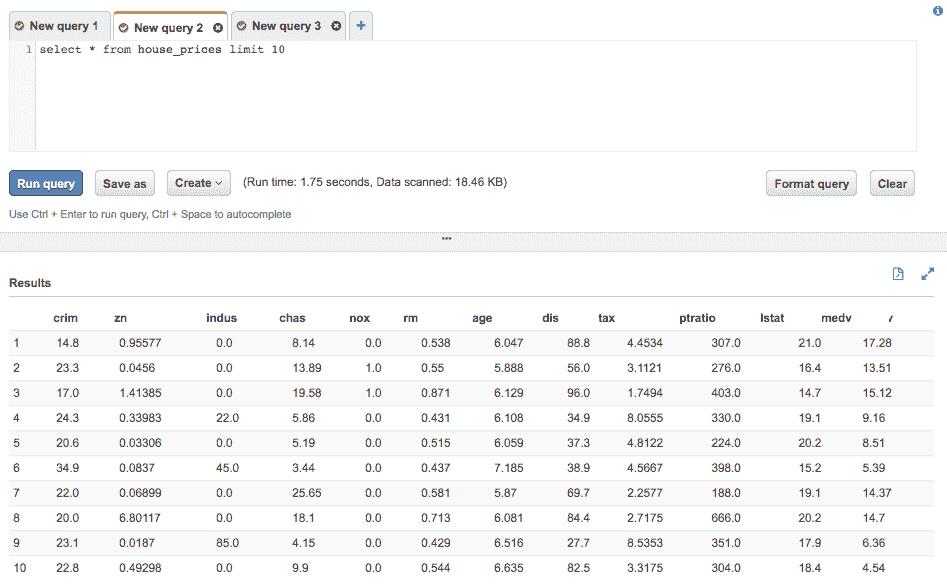 New query 1 New query 2 New query 3 +
1 select * from house_prices limit 10
Run query Save as Create (Run time: 1.75 seconds, Data scanned: 18.46 KB) Format query Clear
Use Ctrl + Enter to run query, Ctrl + Space to autocomplete
Results
crim zn indus chas nox rm age dis tax ptratio lstat medv
1 14.8 0.95577 0.0 8.14 0.0 0.538 6.047 88.8 4.4534 307.0 21.0 17.28
2 23.3 0.0456 0.0 13.89 1.0 0.55 5.888 56.0 3.1121 276.0 16.4 13.51
3 17.0 1.41385 0.0 19.58 1.0 0.871 6.129 96.0 1.7494 403.0 14.7 15.12
4 24.3 0.33983 22.0 5.86 0.0 0.431 6.108 34.9 8.0555 330.0 19.1 9.16
5 20.6 0.03306 0.0 5.19 0.0 0.515 6.059 37.3 4.8122 224.0 20.2 8.51
6 34.9 0.0837 45.0 3.44 0.0 0.437 7.185 38.9 4.5667 398.0 15.2 5.39
7 22.0 0.06899 0.0 25.65 0.0 0.581 5.87 69.7 2.2577 188.0 19.1 14.37
8 20.0 6.80117 0.0 18.1 0.0 0.713 6.081 84.4 2.7175 666.0 20.2 14.7
9 23.1 0.0187 85.0 4.15 0.0 0.429 6.516 27.7 8.5353 351.0 17.9 6.36
10 22.8 0.49298 0.0 9.9 0.0 0.544 6.635 82.5 3.3175 304.0 18.4 4.54